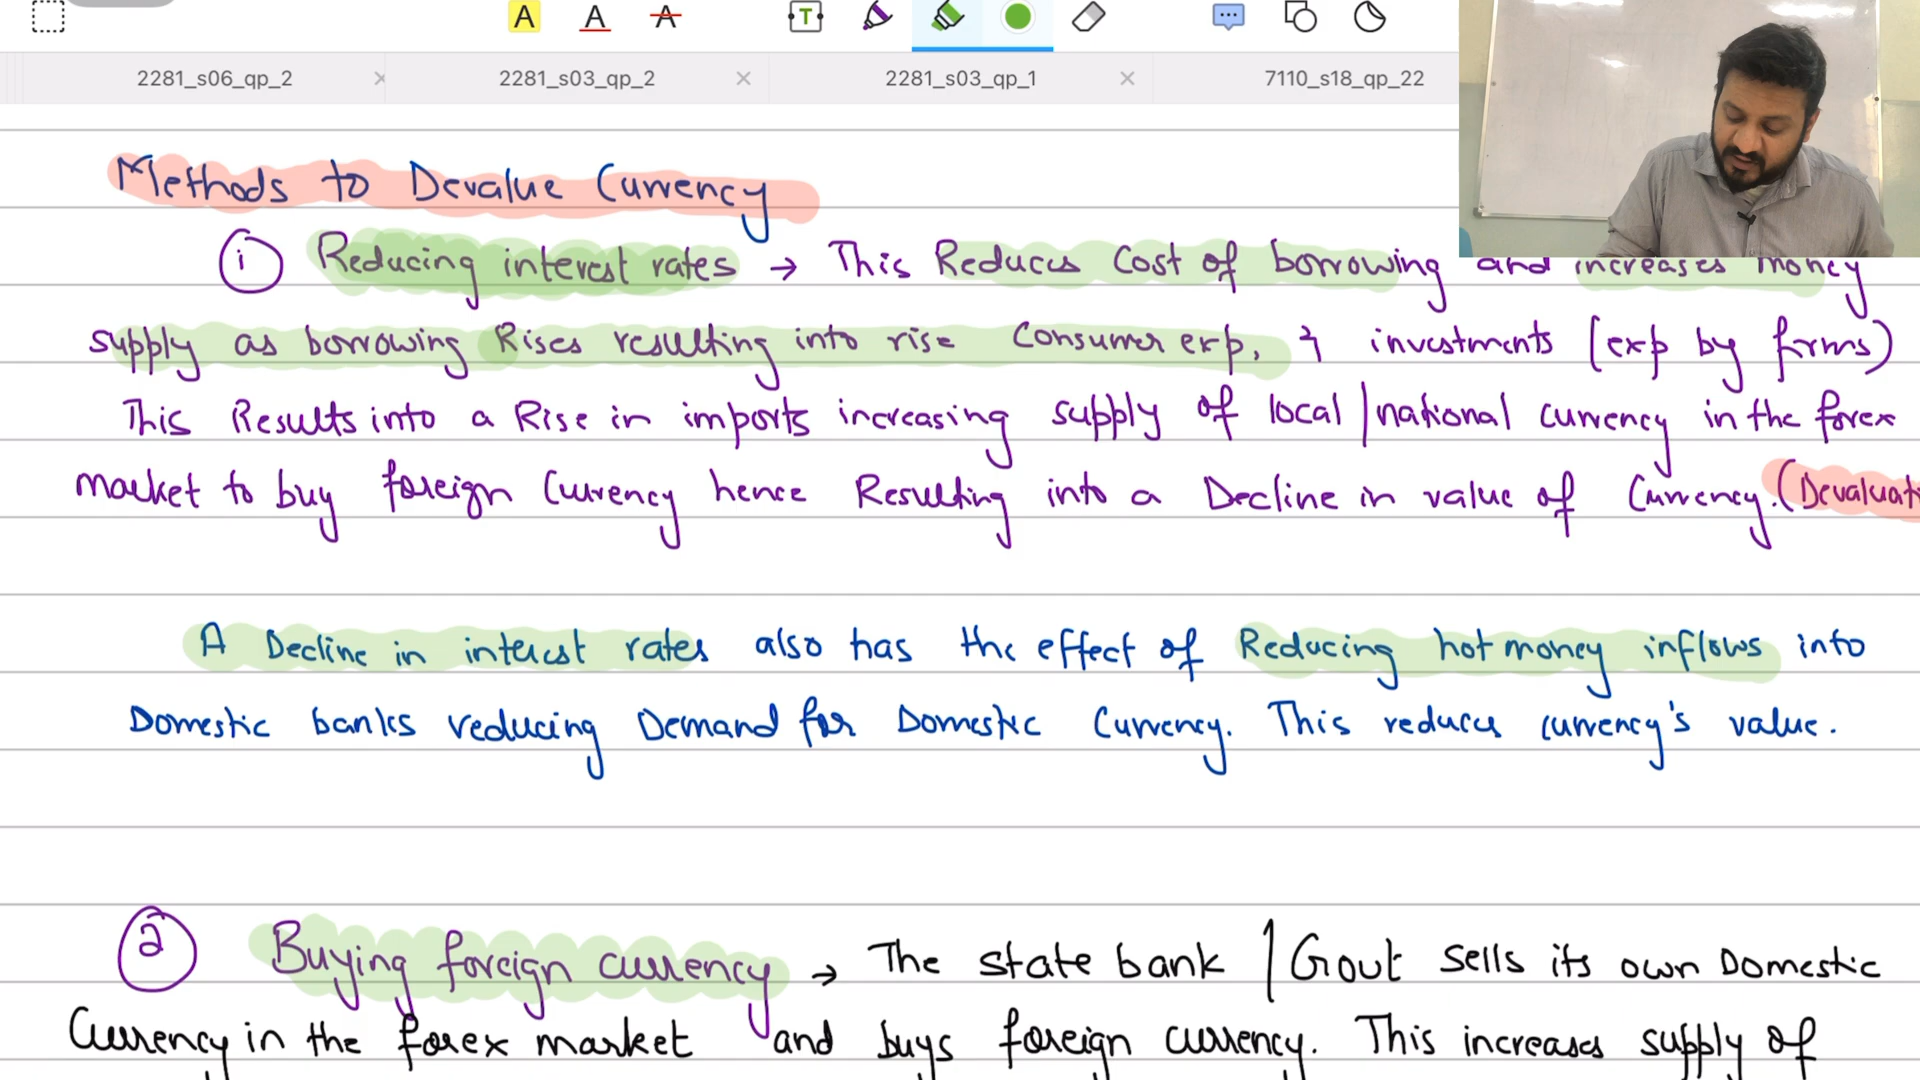 A A A T
2281_s06_qp_2 × 2281_s03_qp_2 × 2281_s03_qp_1 × 7110_s18_qp_22
Methods to Devalue Currency
i Reducing interest rates → This Reduces Cost of borrowing and increases money
supply as borrowing Rises resulting into rise Consumer exp, & investments (exp by firms)
This Results into a Rise in imports increasing supply of local / national currency in the forex
market to buy foreign Currency hence Resulting into a Decline in value of Currency. (Devaluati
A Decline in interest rates also has the effect of Reducing hot money inflows into
Domestic banks reducing Demand for Domestic Currency. This reduces currency's value.
2 Buying foreign currency → The state bank / Govt sells its own Domestic
Currency in the forex market and buys foreign currency. This increases supply of